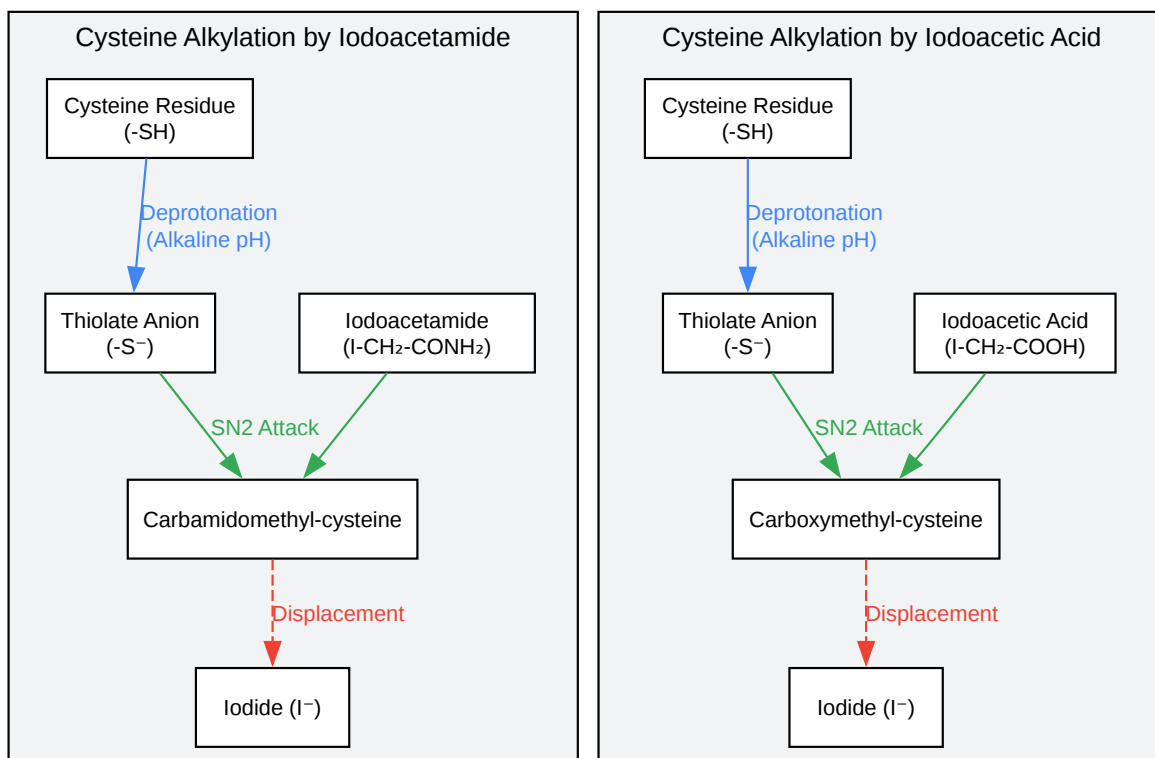 Cysteine Alkylation by Iodoacetamide
Cysteine Residue
(-SH)
Deprotonation
(Alkaline pH)
Thiolate Anion
(-S⁻)
Iodoacetamide
(I-CH₂-CONH₂)
SN2 Attack
Carbamidomethyl-cysteine
Displacement
Iodide (I⁻)
Cysteine Alkylation by Iodoacetic Acid
Cysteine Residue
(-SH)
Deprotonation
(Alkaline pH)
Thiolate Anion
(-S⁻)
Iodoacetic Acid
(I-CH₂-COOH)
SN2 Attack
Carboxymethyl-cysteine
Displacement
Iodide (I⁻)